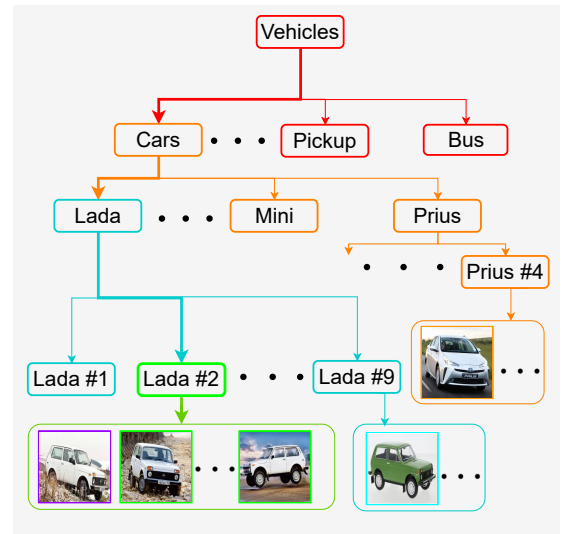 Vehicles
Cars
Pickup
Bus
Lada
Mini
Prius
Prius #4
Lada #1
Lada #2
Lada #9